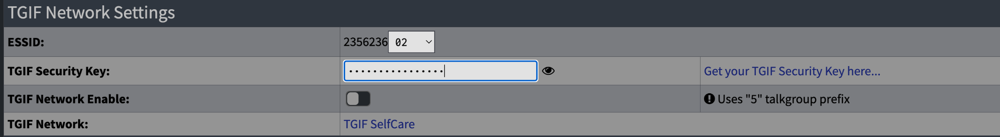 TGIF Network Settings
ESSID: 2356236 02
TGIF Security Key: •••••••••••••••• Get your TGIF Security Key here...
TGIF Network Enable: Uses "5" talkgroup prefix
TGIF Network: TGIF SelfCare